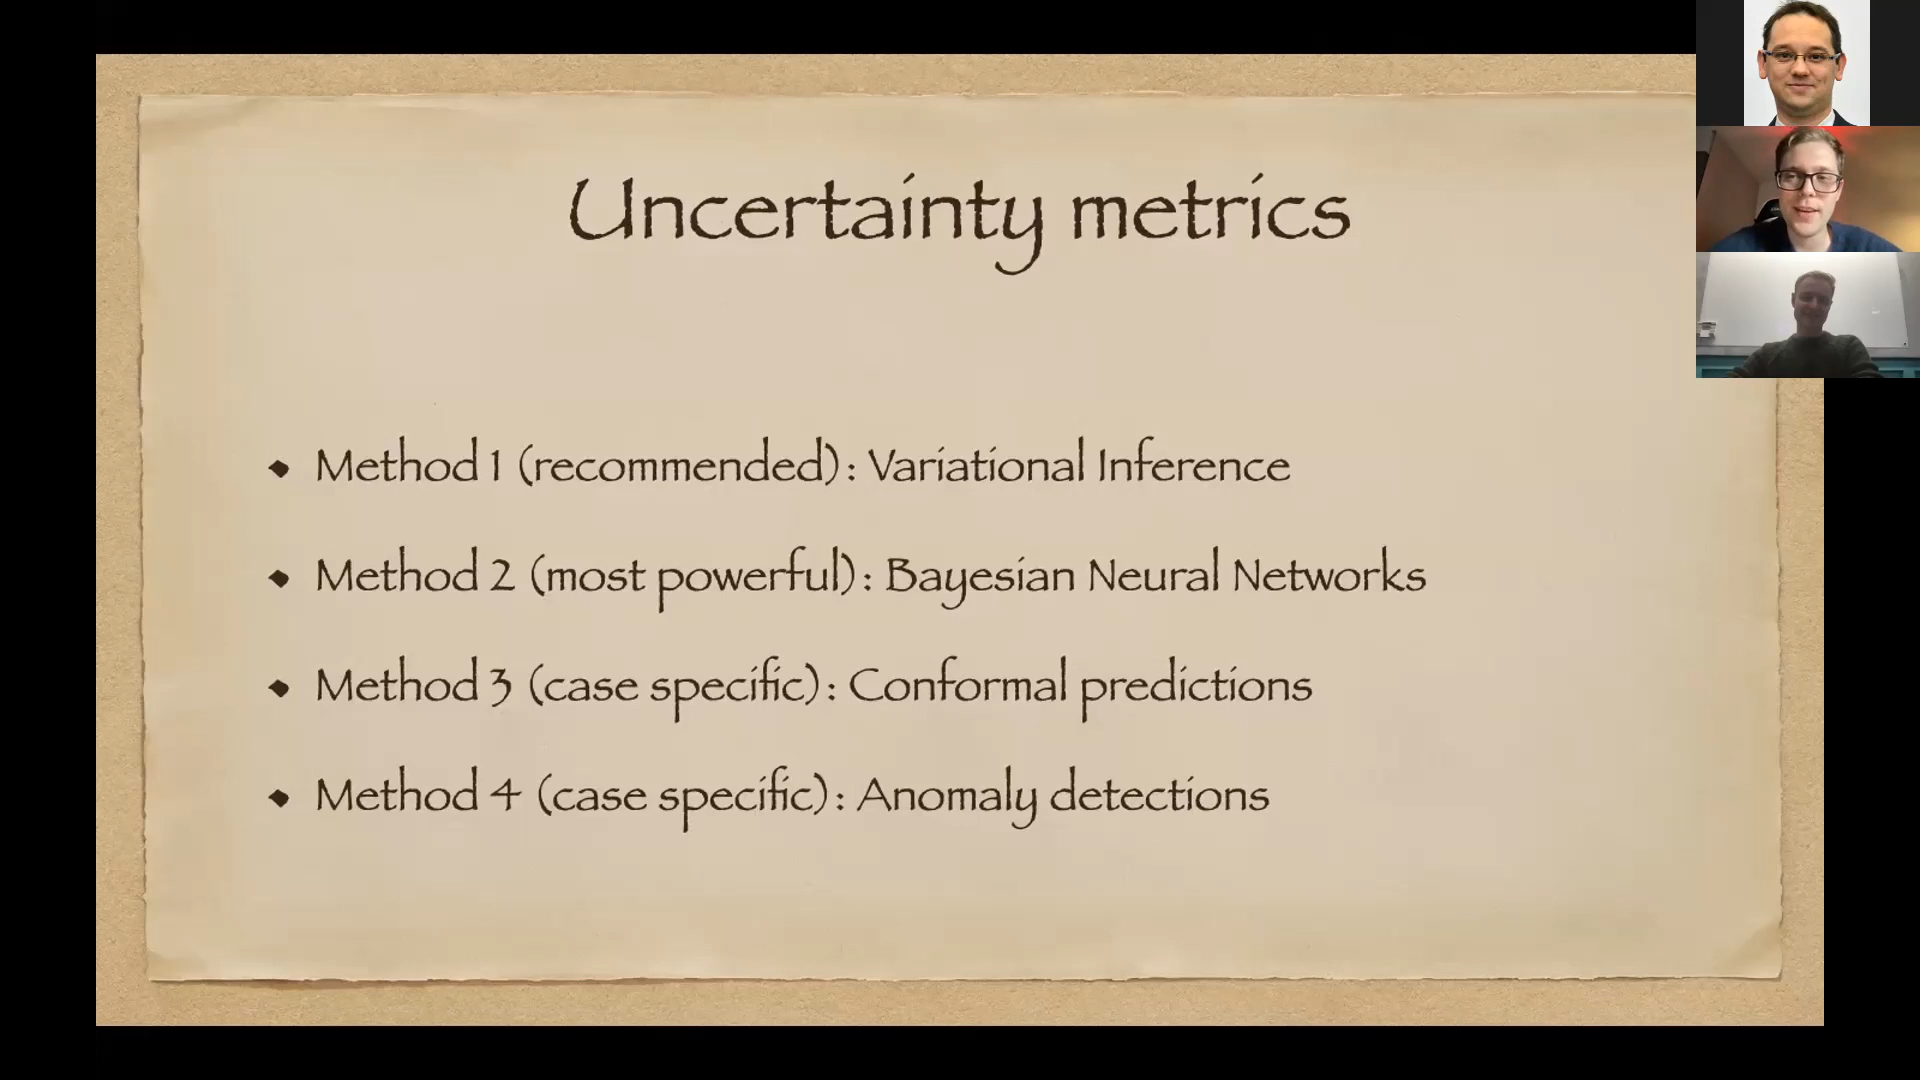 Uncertainty metrics
Method 1 (recommended): Variational Inference
Method 2 (most powerful): Bayesian Neural Networks
Method 3 (case specific): Conformal predictions
Method 4 (case specific): Anomaly detections